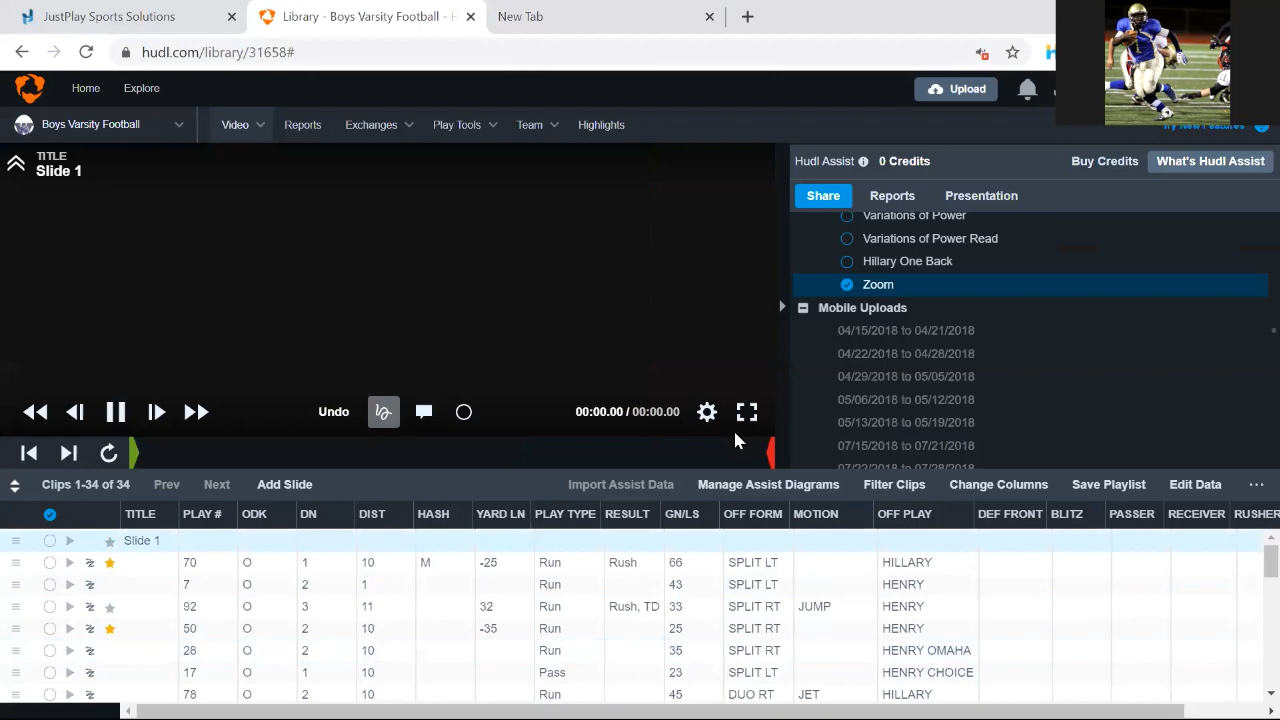 JustPlay Sports Solutions
Library - Boys Varsity Football - H
New Tab
hudl.com/library/31658#
Home Explore Upload
Boys Varsity Football Video Reports Exchanges Play Tools Team Highlights Try New Features
TITLE
Slide 1
Hudl Assist 0 Credits Buy Credits What's Hudl Assist
Share Reports Presentation
Variations of Power
Variations of Power Read
Hillary One Back
Zoom
Mobile Uploads
04/15/2018 to 04/21/2018
04/22/2018 to 04/28/2018
04/29/2018 to 05/05/2018
05/06/2018 to 05/12/2018
05/13/2018 to 05/19/2018
07/15/2018 to 07/21/2018
07/22/2018 to 07/28/2018
Undo 00:00.00 / 00:00.00
Clips 1-34 of 34 Prev Next Add Slide Import Assist Data Manage Assist Diagrams Filter Clips Change Columns Save Playlist Edit Data
TITLE PLAY # ODK DN DIST HASH YARD LN PLAY TYPE RESULT GN/LS OFF FORM MOTION OFF PLAY DEF FRONT BLITZ PASSER RECEIVER RUSHER
Slide 1
70 O 1 10 M -25 Run Rush 66 SPLIT LT HILLARY
7 O 2 1 Run 43 SPLIT LT HENRY
92 O 3 11 32 Run Rush, TD 33 SPLIT RT JUMP HENRY
50 O 2 10 -35 Run 25 SPLIT RT HENRY
28 O 2 10 Run 35 SPLIT RT HENRY OMAHA
17 O 1 10 Pass 23 SPLIT LT HENRY CHOICE
78 O 2 10 Run 45 DUO RT JET HILLARY